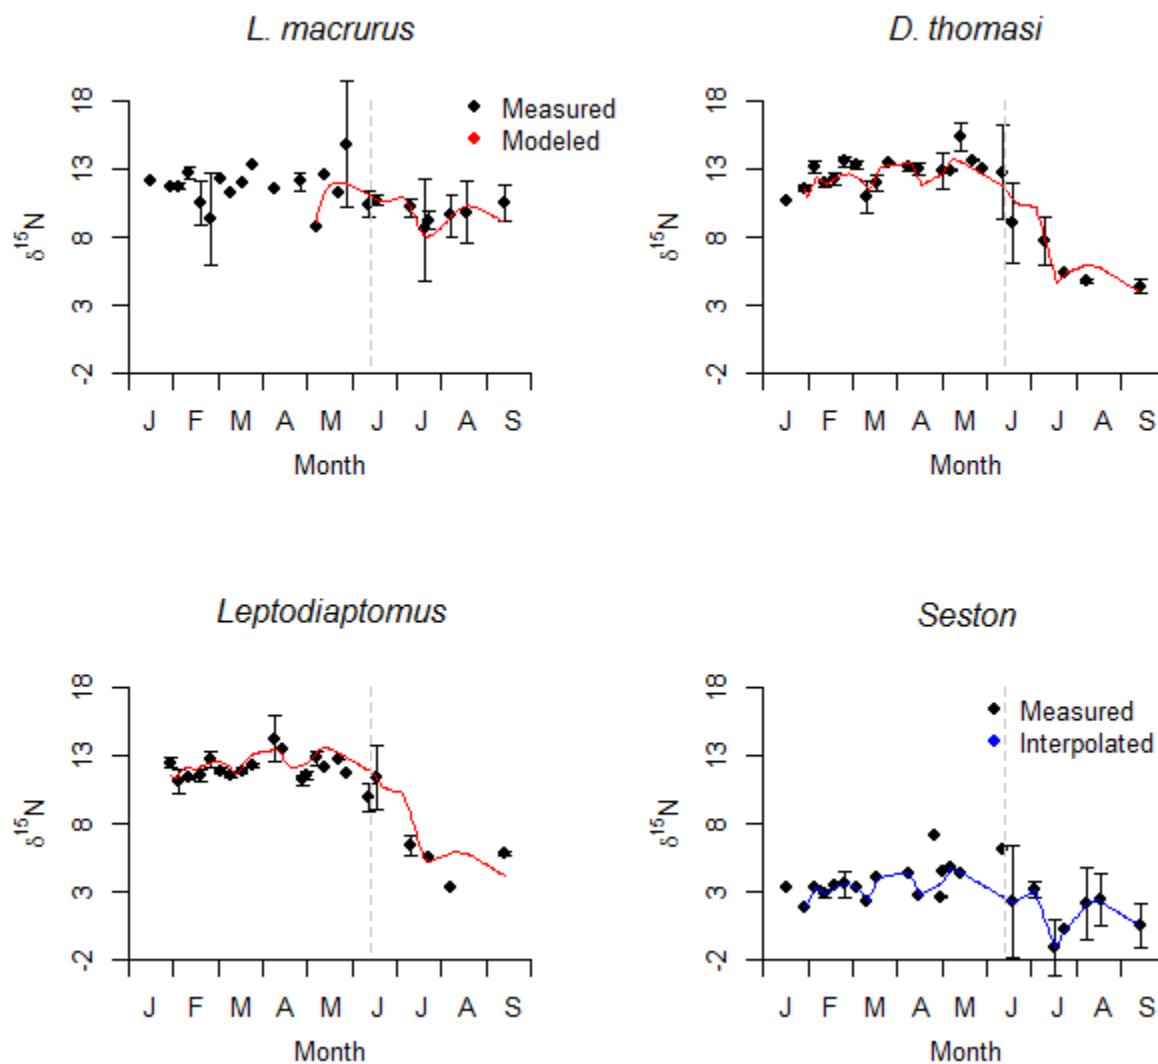 L. macrurus
18
13
8
3
-2
δ15N
Measured
Modeled
J F M A M J J A S
Month
D. thomasi
18
13
8
3
-2
δ15N
J F M A M J J A S
Month
Leptodiaptomus
18
13
8
3
-2
δ15N
J F M A M J J A S
Month
Seston
18
13
8
3
-2
δ15N
Measured
Interpolated
J F M A M J J A S
Month